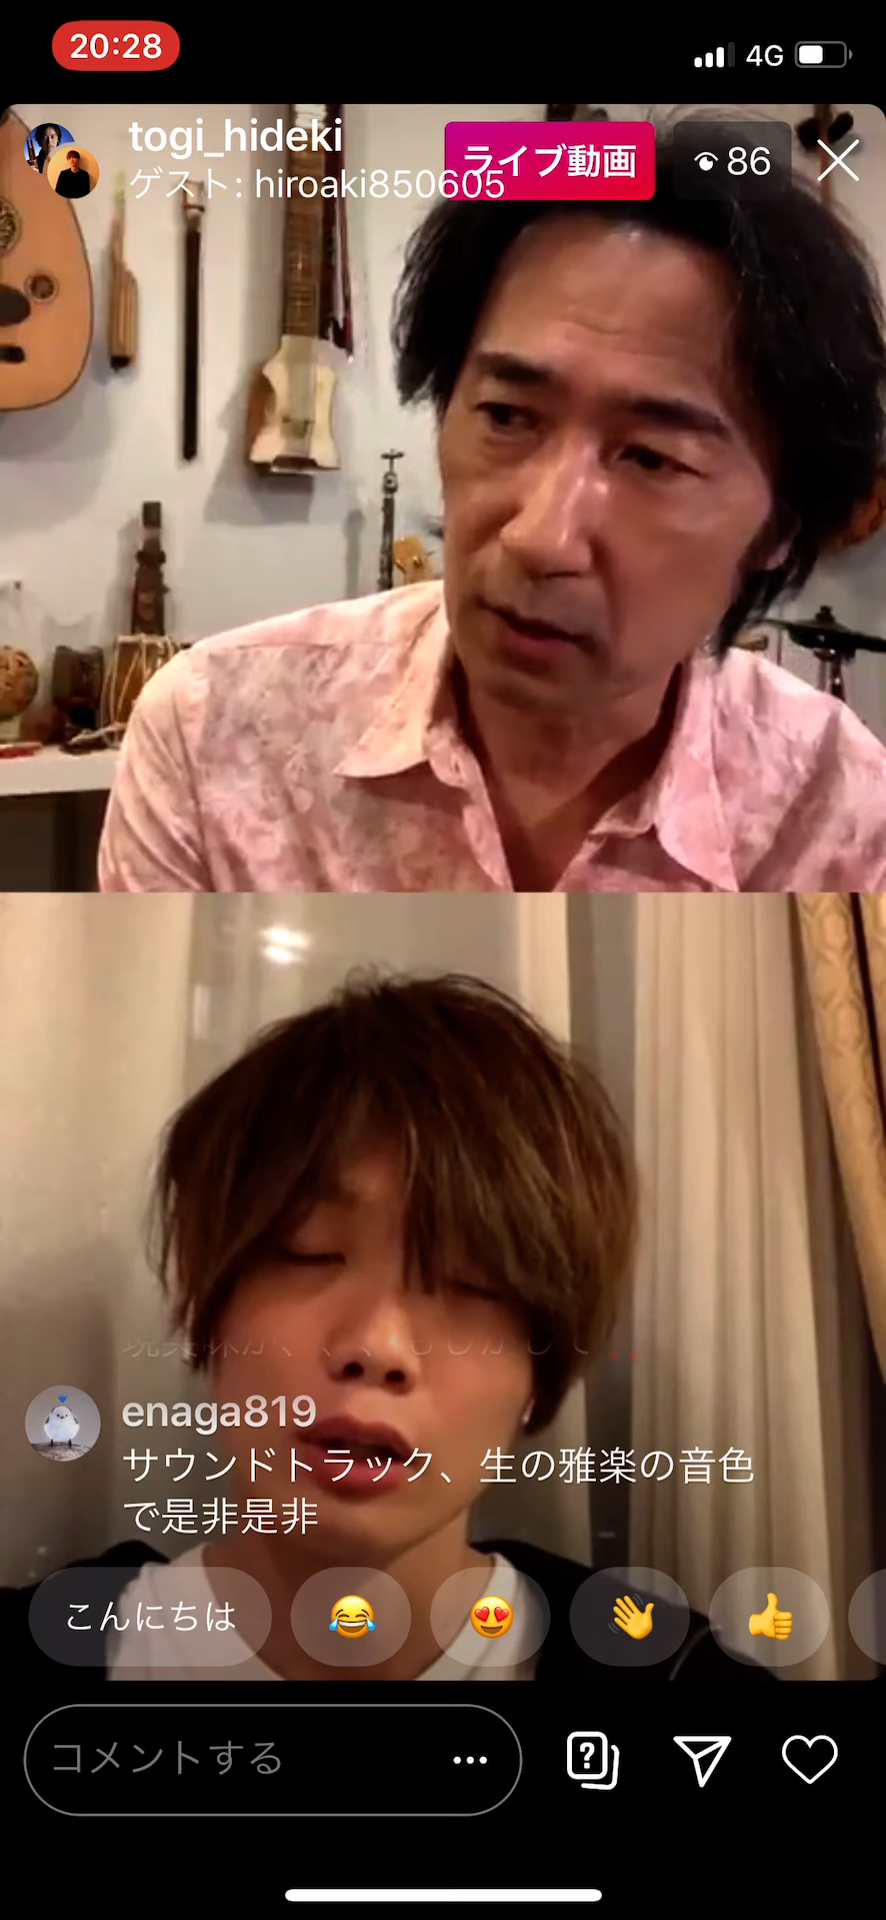 20:28
4G
togi_hideki
ゲスト: hiroaki850605
ライブ動画
86
enaga819
サウンドトラック、生の雅楽の音色
で是非是非
こんにちは
コメントする